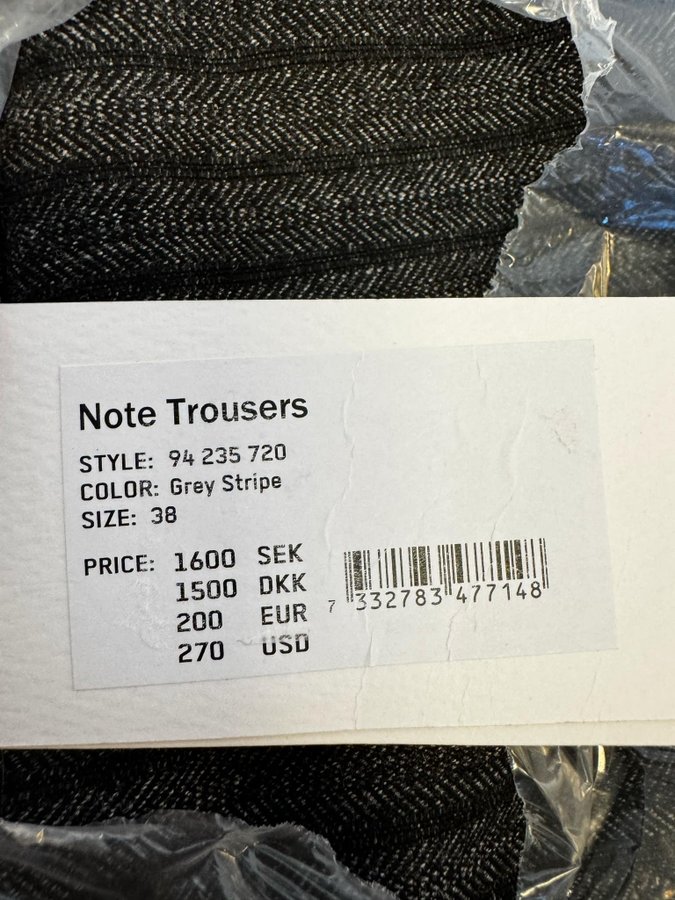 Note Trousers
STYLE: 94 235 720
COLOR: Grey Stripe
SIZE: 38
PRICE: 1600 SEK
1500 DKK
200 EUR
270 USD
7 332783 477148